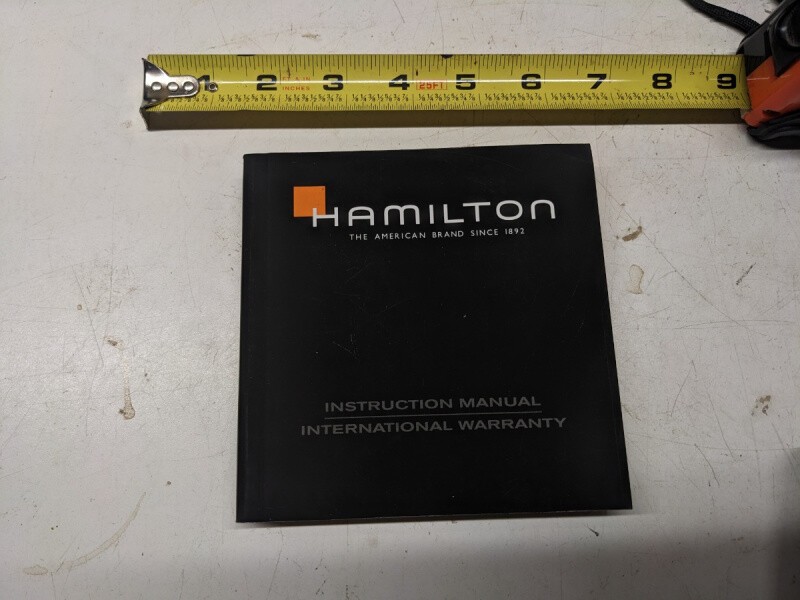 1 2 3 4 25FT 5 6 7 8 9
INCHES
HAMILTON
THE AMERICAN BRAND SINCE 1892
INSTRUCTION MANUAL
INTERNATIONAL WARRANTY